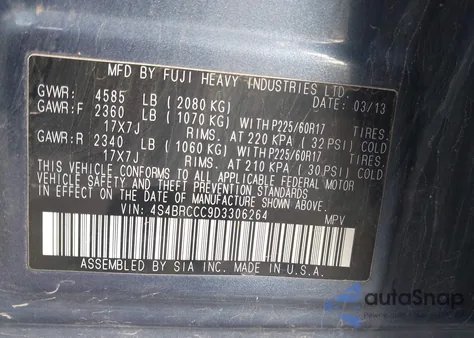 MFD BY FUJI HEAVY INDUSTRIES LTD.
GVWR: 4585 LB (2080 KG) DATE: 03/13
GAWR:F 2360 LB (1070 KG) WITH P225/60R17 TIRES,
17X7J RIMS, AT 220 KPA (32 PSI) COLD
GAWR:R 2340 LB (1060 KG) WITH P225/60R17 TIRES,
17X7J RIMS, AT 210 KPA (30 PSI) COLD
THIS VEHICLE CONFORMS TO ALL APPLICABLE FEDERAL MOTOR
VEHICLE SAFETY AND THEFT PREVENTION STANDARDS
IN EFFECT ON THE DATE OF MANUFACTURE SHOWN ABOVE.
VIN: 4S4BRCCC9D3306264 MPV
ASSEMBLED BY SIA INC. MADE IN U.S.A.
autoSnap